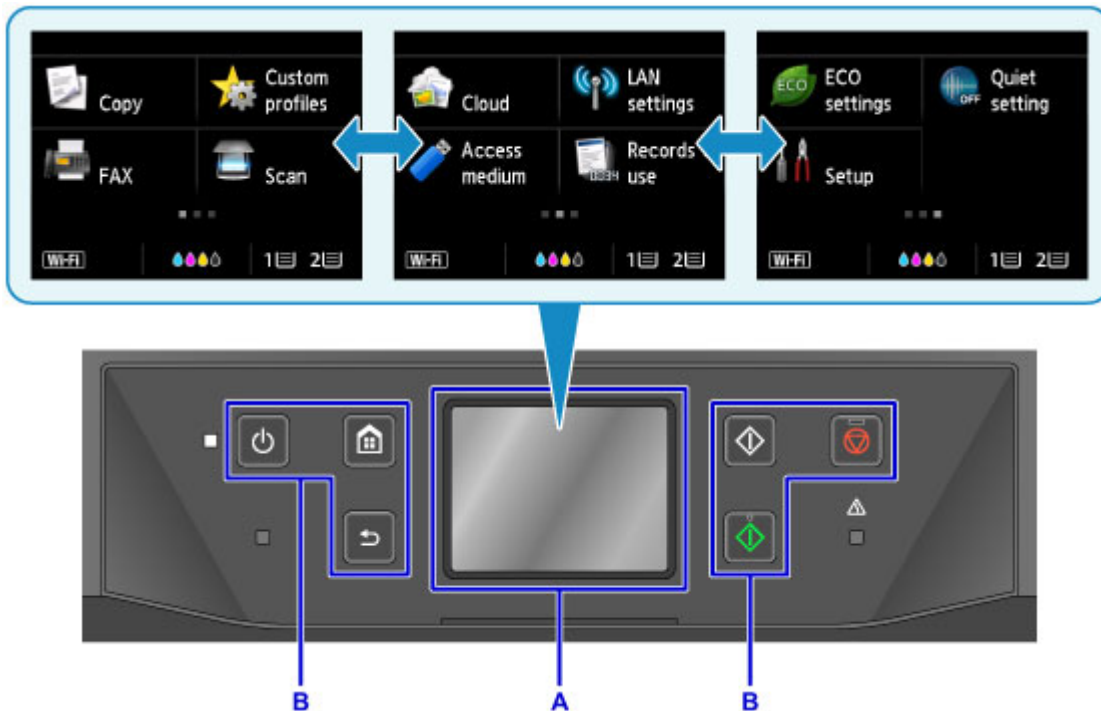 Copy
Custom
profiles
FAX
Scan
Wi-Fi
1 2
Cloud
LAN
settings
Access
medium
Records
use
Wi-Fi
1 2
ECO
ECO
settings
OFF
Quiet
setting
Setup
Wi-Fi
1 2
B
A
B